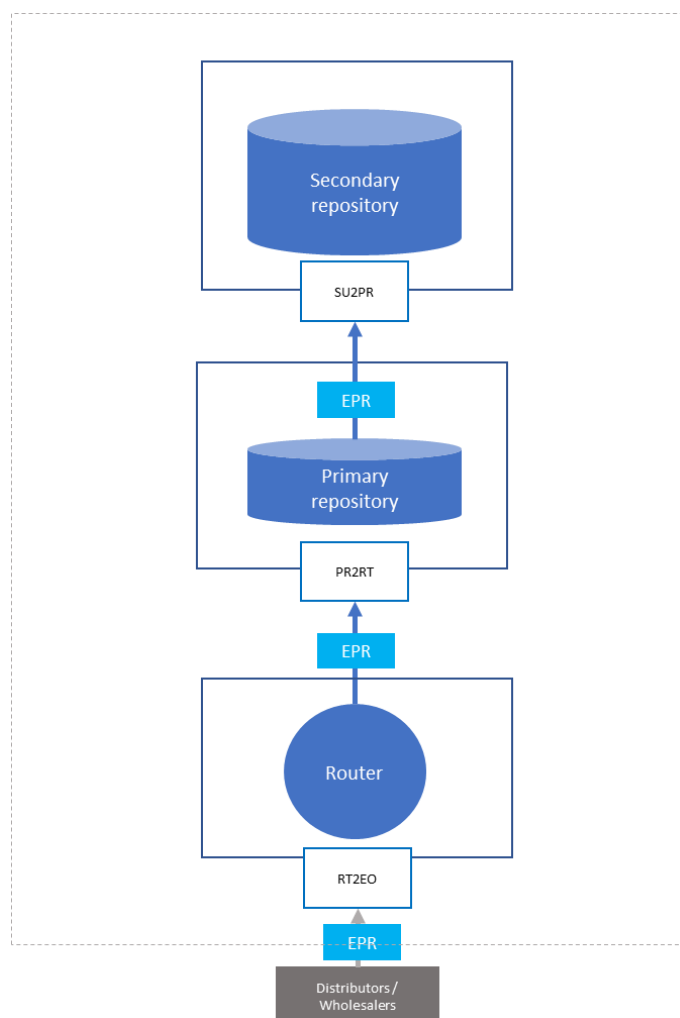 Secondary
repository
SU2PR
EPR
Primary
repository
PR2RT
EPR
Router
RT2EO
EPR
Distributors /
Wholesalers